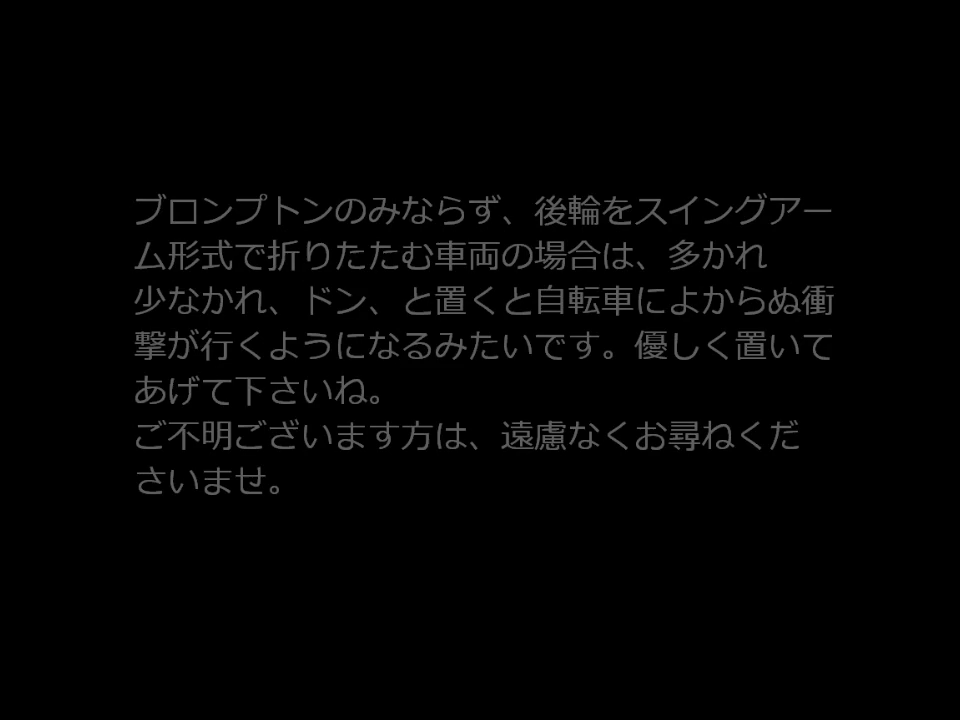 ブロンプトンのみならず、後輪をスイングアー
ム形式で折りたたむ車両の場合は、多かれ
少なかれ、ドン、と置くと自転車によからぬ衝
撃が行くようになるみたいです。優しく置いて
あげて下さいね。
ご不明ございます方は、遠慮なくお尋ねくだ
さいませ。